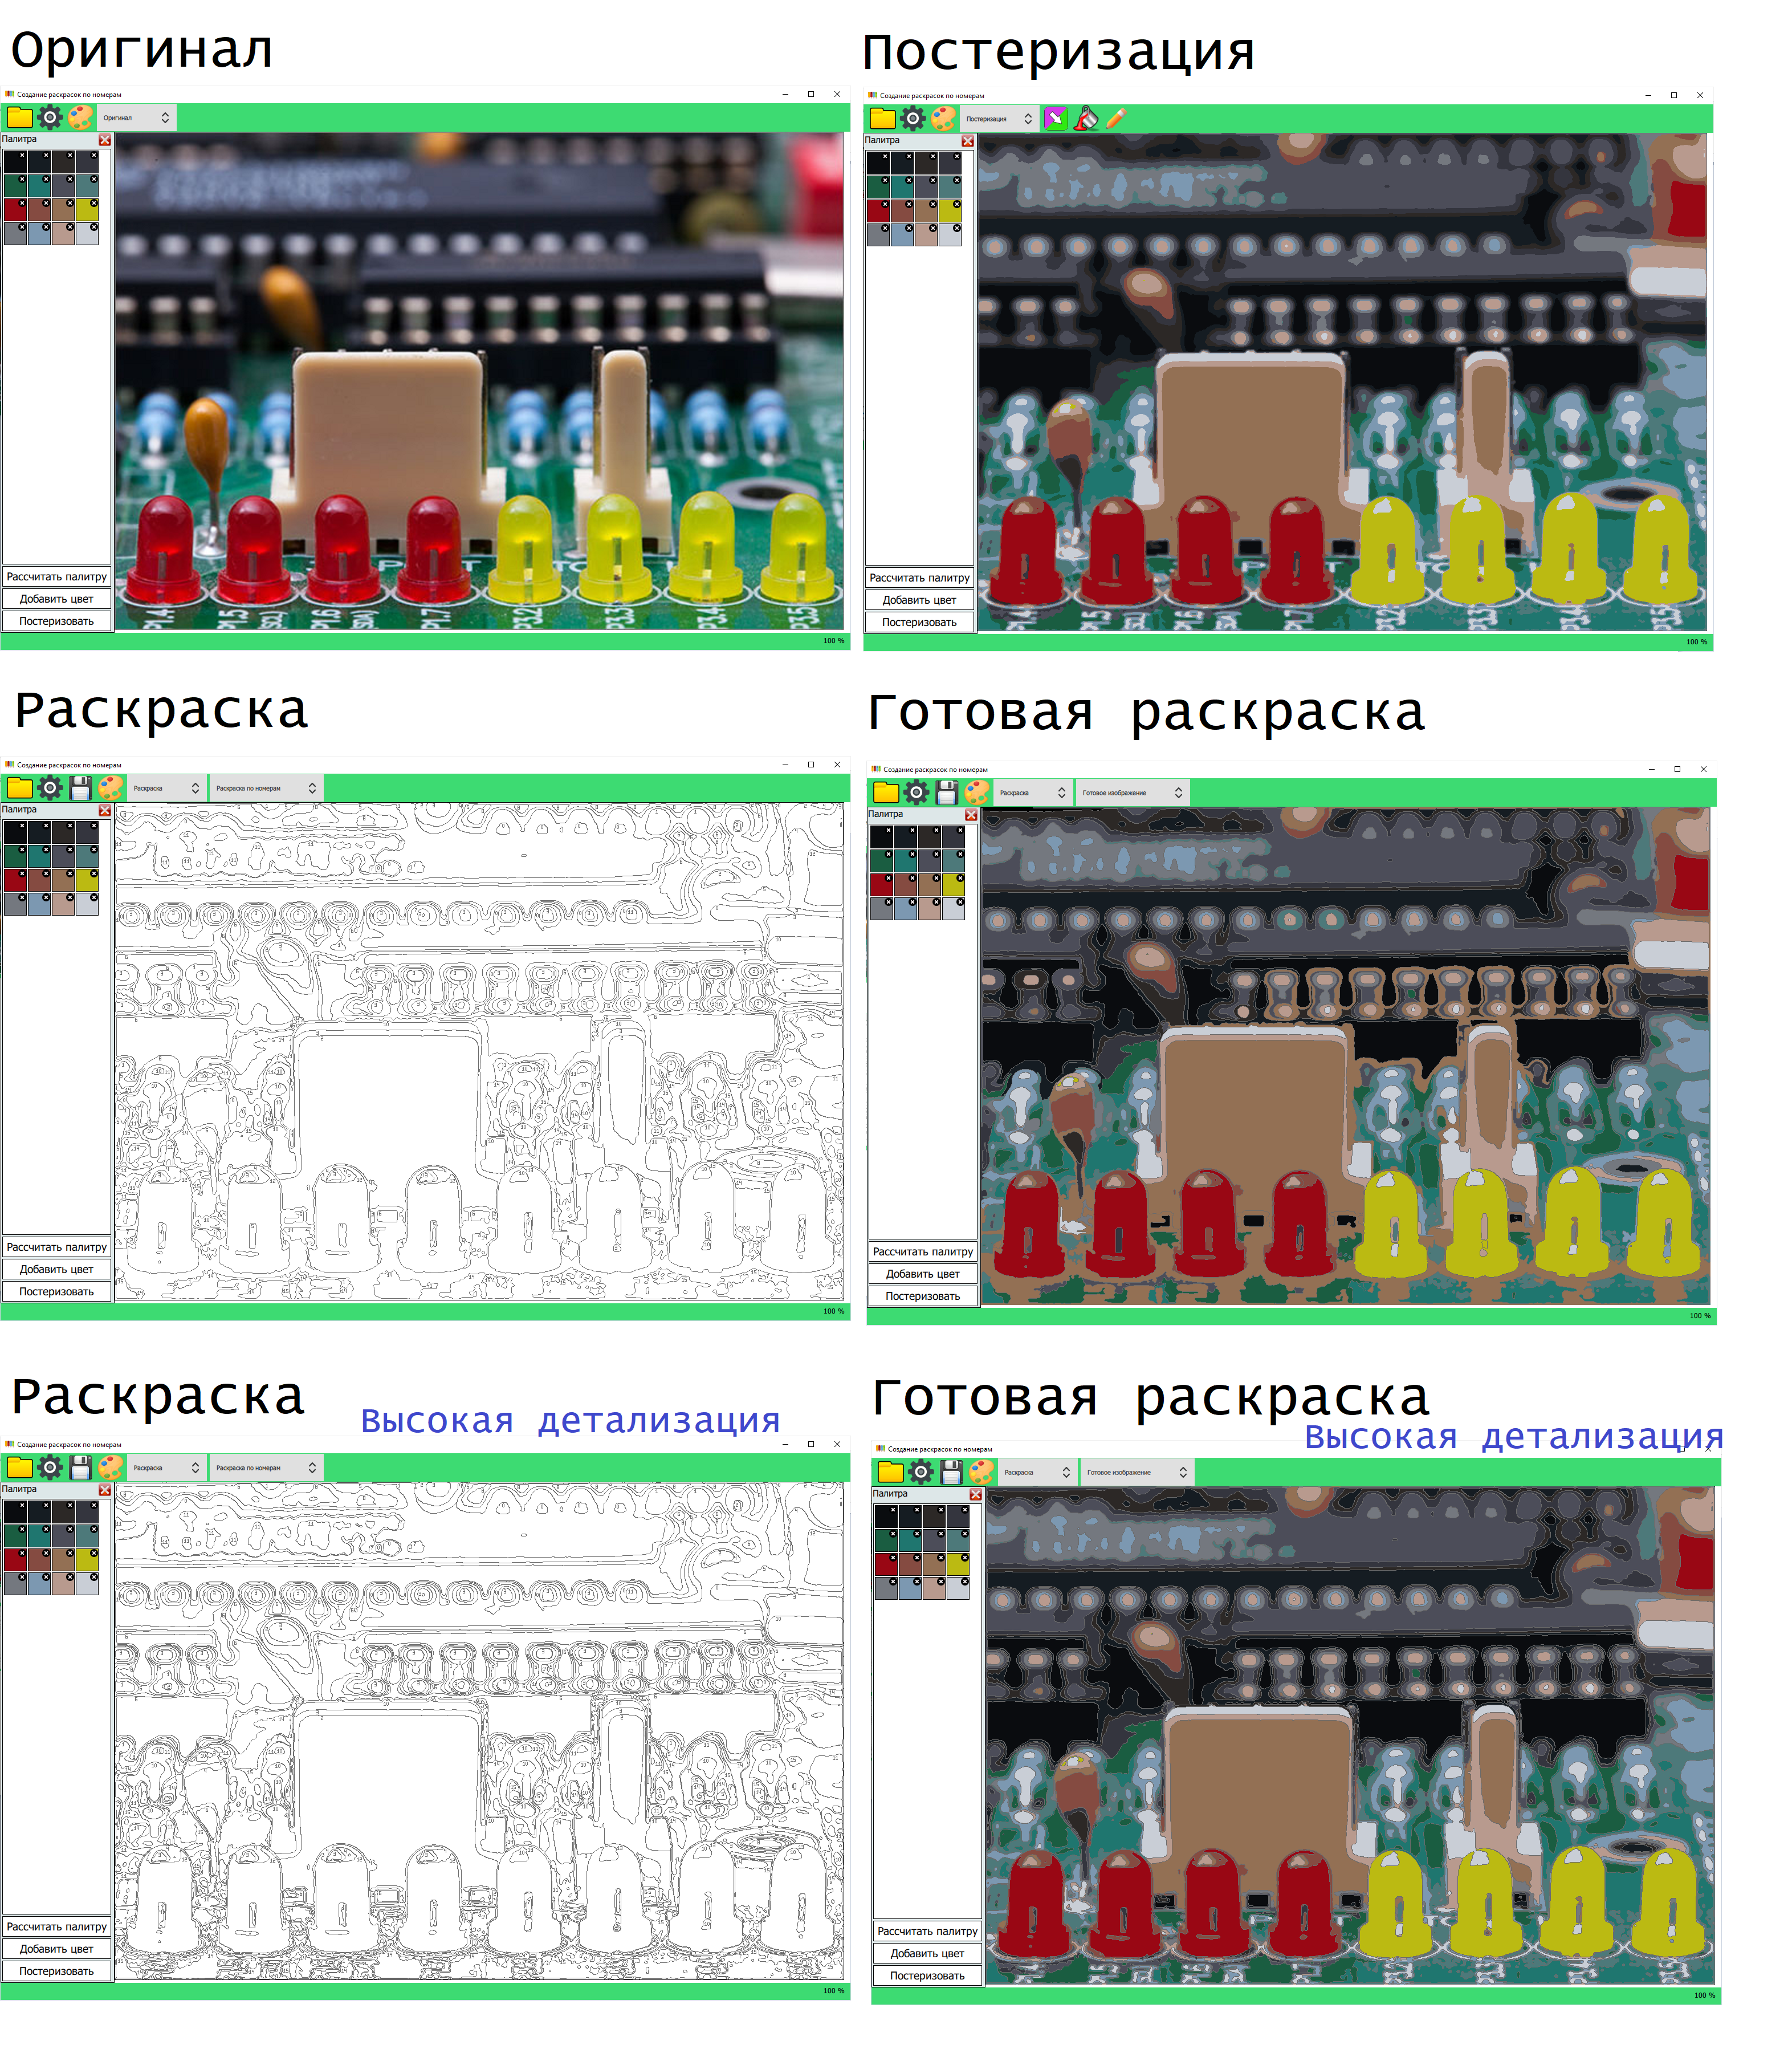 Оригинал
Постеризация
Создание раскрасок по номерам
Оригинал
Палитра
Рассчитать палитру
Добавить цвет
Постеризовать
100 %
Создание раскрасок по номерам
Постеризация
Палитра
Рассчитать палитру
Добавить цвет
Постеризовать
100 %
Раскраска
Готовая раскраска
Создание раскрасок по номерам
Раскраска
Раскраска по номерам
Палитра
Рассчитать палитру
Добавить цвет
Постеризовать
100 %
Создание раскрасок по номерам
Раскраска
Готовое изображение
Палитра
Рассчитать палитру
Добавить цвет
Постеризовать
100 %
Раскраска
Высокая детализация
Готовая раскраска
Высокая детализация
Создание раскрасок по номерам
Раскраска
Раскраска по номерам
Палитра
Рассчитать палитру
Добавить цвет
Постеризовать
100 %
Создание раскрасок по номерам
Раскраска
Готовое изображение
Палитра
Рассчитать палитру
Добавить цвет
Постеризовать
100 %